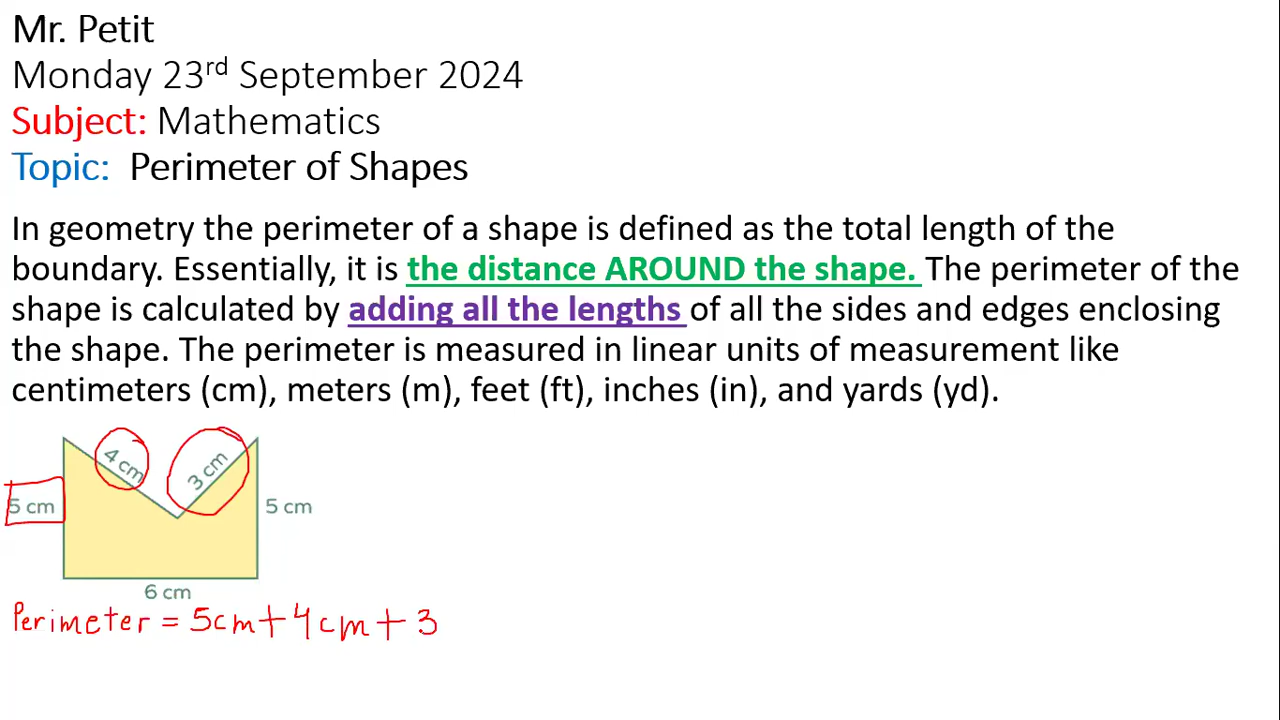 Mr. Petit
Monday 23rd September 2024
Subject: Mathematics
Topic: Perimeter of Shapes
In geometry the perimeter of a shape is defined as the total length of the
boundary. Essentially, it is the distance AROUND the shape. The perimeter of the
shape is calculated by adding all the lengths of all the sides and edges enclosing
the shape. The perimeter is measured in linear units of measurement like
centimeters (cm), meters (m), feet (ft), inches (in), and yards (yd).
4 cm
3 cm
5 cm
5 cm
6 cm
Perimeter = 5cm+4cm+3